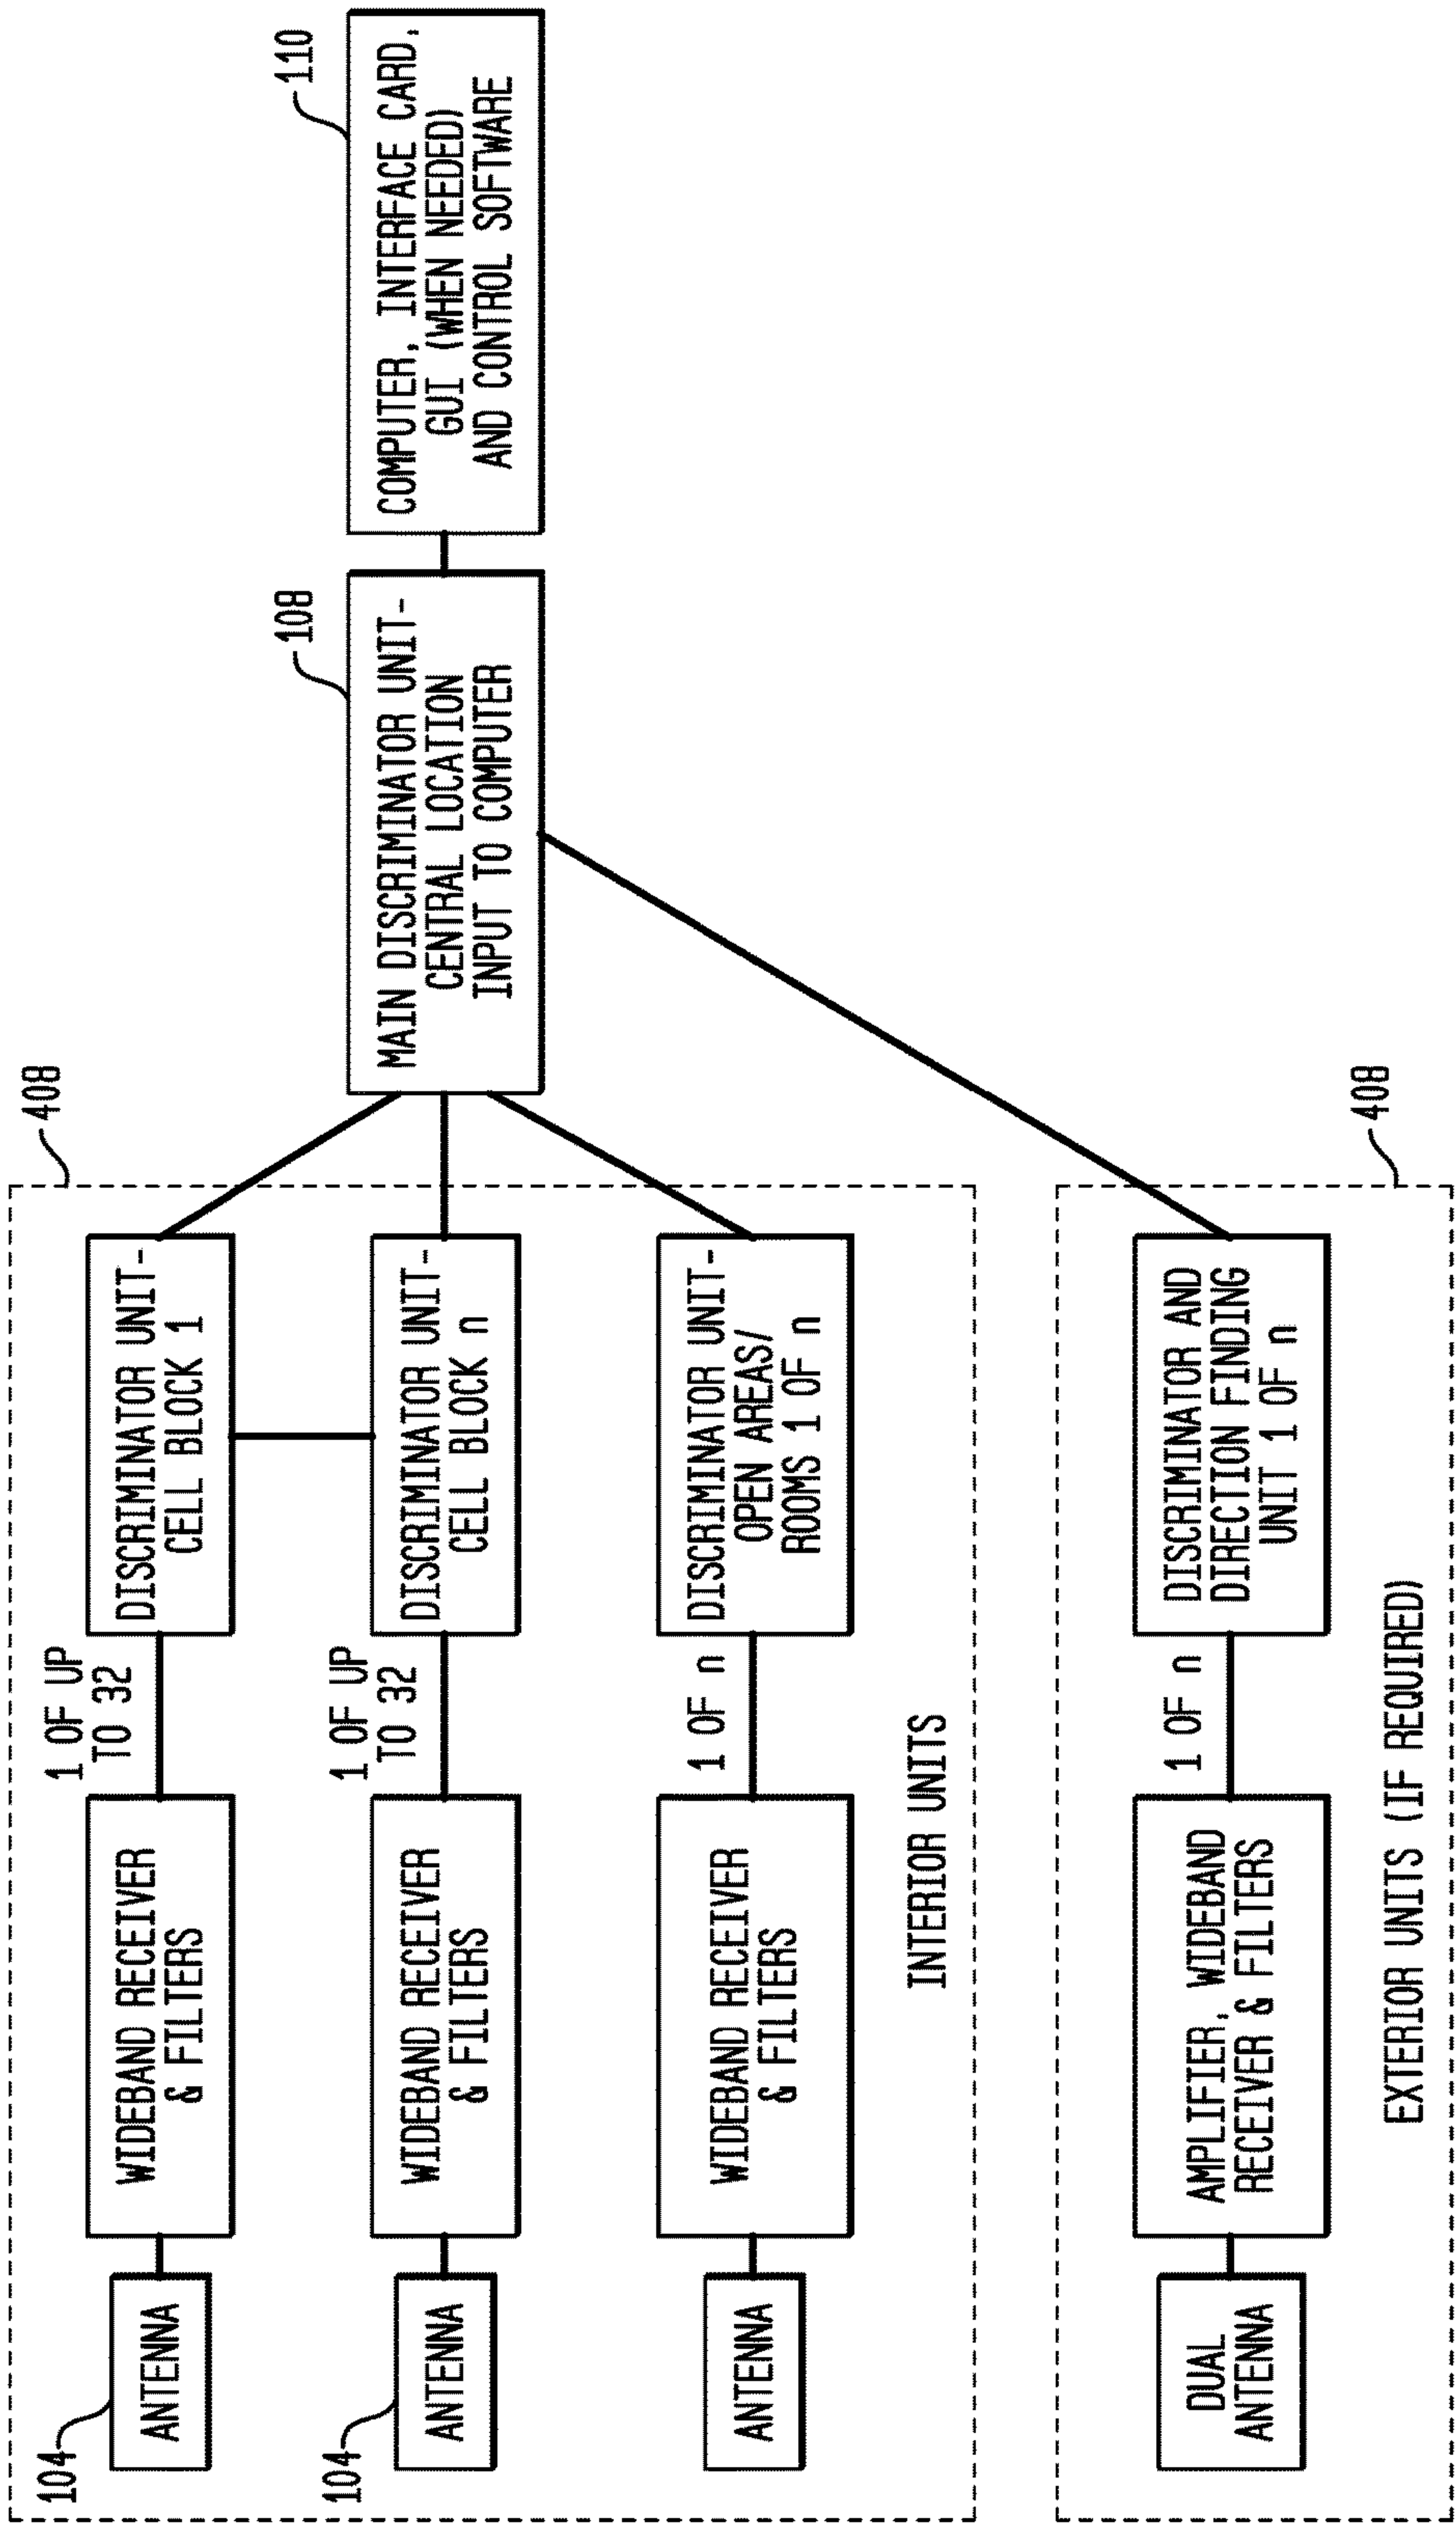 408
104
ANTENNA
WIDEBAND RECEIVER
& FILTERS
1 OF UP
TO 32
DISCRIMINATOR UNIT-
CELL BLOCK 1
104
ANTENNA
WIDEBAND RECEIVER
& FILTERS
1 OF UP
TO 32
DISCRIMINATOR UNIT-
CELL BLOCK n
ANTENNA
WIDEBAND RECEIVER
& FILTERS
1 OF n
DISCRIMINATOR UNIT-
OPEN AREAS/
ROOMS 1 OF n
INTERIOR UNITS
108
MAIN DISCRIMINATOR UNIT-
CENTRAL LOCATION
INPUT TO COMPUTER
110
COMPUTER, INTERFACE CARD,
GUI (WHEN NEEDED)
AND CONTROL SOFTWARE
408
DUAL
ANTENNA
AMPLIFIER, WIDEBAND
RECEIVER & FILTERS
1 OF n
DISCRIMINATOR AND
DIRECTION FINDING
UNIT 1 OF n
EXTERIOR UNITS (IF REQUIRED)